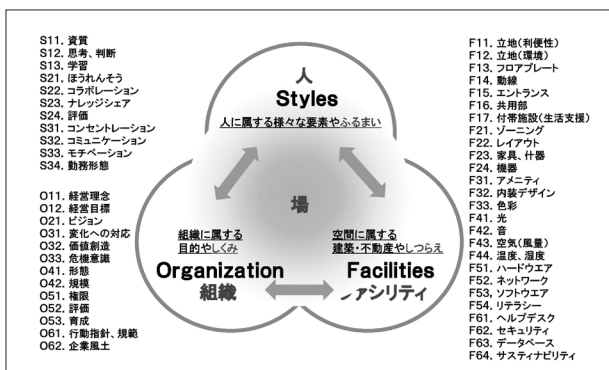 S11. 資質
S12. 思考、判断
S13. 学習
S21. ほうれんそう
S22. コラボレーション
S23. ナレッジシェア
S24. 評価
S31. コンセントレーション
S32. コミュニケーション
S33. モチベーション
S34. 勤務形態
O11. 経営理念
O12. 経営目標
O21. ビジョン
O31. 変化への対応
O32. 価値創造
O33. 危機意識
O41. 形態
O42. 規模
O51. 権限
O52. 評価
O53. 育成
O61. 行動指針、規範
O62. 企業風土
人
Styles
人に属する様々な要素やふるまい
場
組織に属する
目的やしくみ
Organization
組織
空間に属する
建築・不動産やしつらえ
Facilities
ファシリティ
F11. 立地(利便性)
F12. 立地(環境)
F13. フロアプレート
F14. 動線
F15. エントランス
F16. 共用部
F17. 付帯施設(生活支援)
F21. ゾーニング
F22. レイアウト
F23. 家具、什器
F24. 機器
F31. アメニティ
F32. 内装デザイン
F33. 色彩
F41. 光
F42. 音
F43. 空気(風量)
F44. 温度、湿度
F51. ハードウエア
F52. ネットワーク
F53. ソフトウエア
F54. リテラシー
F61. ヘルプデスク
F62. セキュリティ
F63. データベース
F64. サスティナビリティ